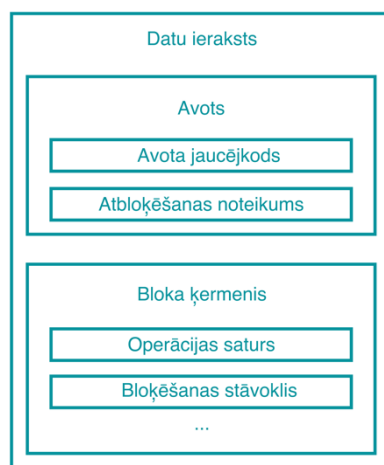 Datu ieraksts
Avots
Avota jaucējkods
Atbloķēšanas noteikums
Bloka ķermenis
Operācijas saturs
Bloķēšanas stāvoklis
...